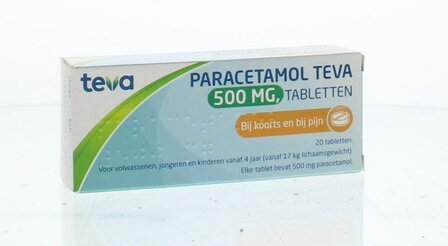 teva
PARACETAMOL TEVA
500 MG, TABLETTEN
Bij koorts en bij pijn
20 tabletten.
Voor volwassenen, jongeren en kinderen vanaf 4 jaar (vanaf 17 kg lichaamsgewicht).
Elke tablet bevat 500 mg paracetamol.